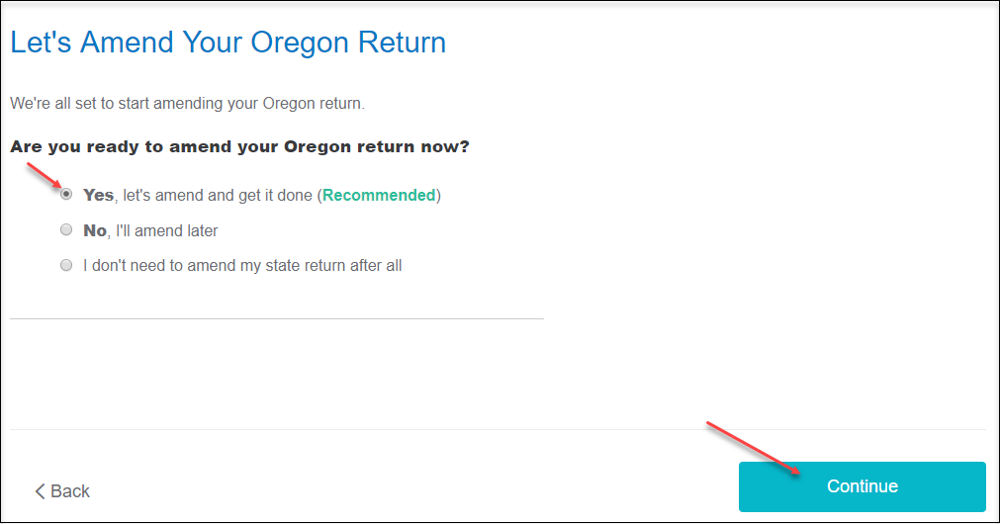 Let's Amend Your Oregon Return
We're all set to start amending your Oregon return.
Are you ready to amend your Oregon return now?
Yes, let's amend and get it done (Recommended)
No, I'll amend later
I don't need to amend my state return after all
Back
Continue